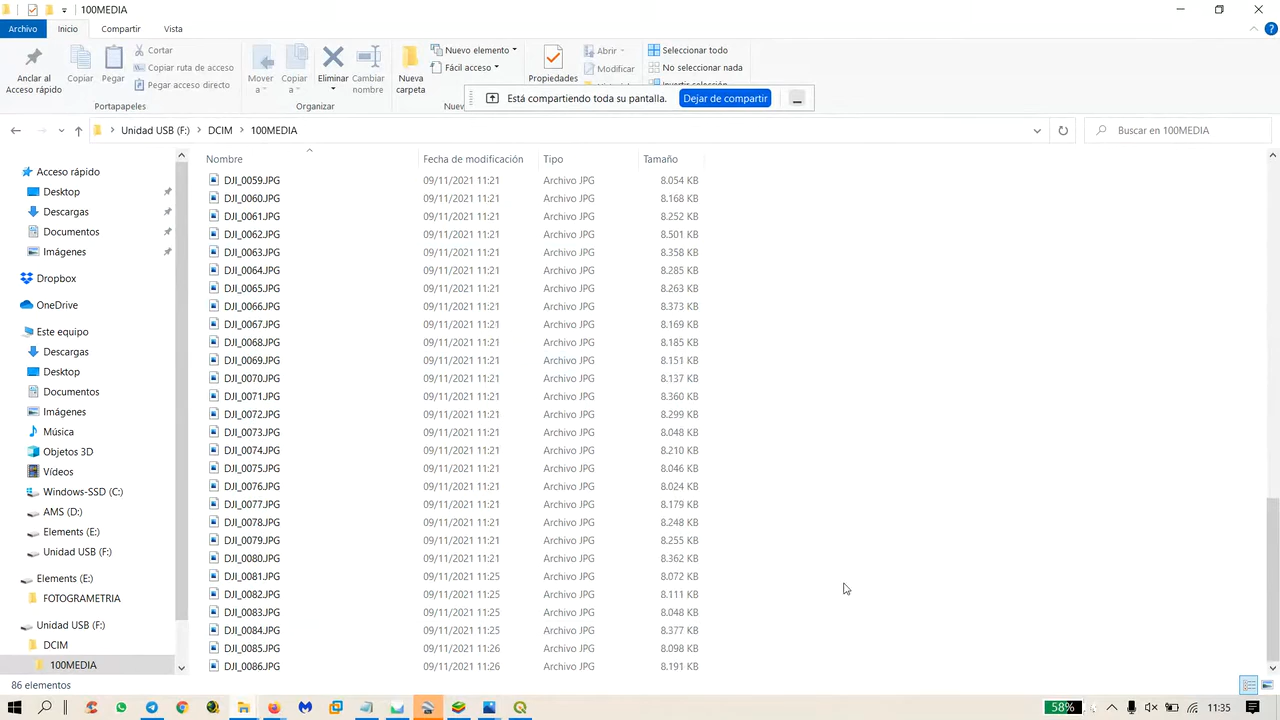 100MEDIA
Archivo Inicio Compartir Vista
Anclar al Acceso rápido
Copiar
Pegar
Cortar
Copiar ruta de acceso
Pegar acceso directo
Portapapeles
Mover a
Copiar a
Eliminar
Cambiar nombre
Organizar
Nueva carpeta
Nuevo elemento
Fácil acceso
Propiedades
Abrir
Modificar
Seleccionar todo
No seleccionar nada
Invertir selección
Está compartiendo toda su pantalla. Dejar de compartir
Unidad USB (F:) DCIM 100MEDIA
Buscar en 100MEDIA
Acceso rápido
Desktop
Descargas
Documentos
Imágenes
Dropbox
OneDrive
Este equipo
Descargas
Desktop
Documentos
Imágenes
Música
Objetos 3D
Vídeos
Windows-SSD (C:)
AMS (D:)
Elements (E:)
Unidad USB (F:)
Elements (E:)
FOTOGRAMETRIA
Unidad USB (F:)
DCIM
100MEDIA
Nombre Fecha de modificación Tipo Tamaño
DJI_0059.JPG 09/11/2021 11:21 Archivo JPG 8.054 KB
DJI_0060.JPG 09/11/2021 11:21 Archivo JPG 8.168 KB
DJI_0061.JPG 09/11/2021 11:21 Archivo JPG 8.252 KB
DJI_0062.JPG 09/11/2021 11:21 Archivo JPG 8.501 KB
DJI_0063.JPG 09/11/2021 11:21 Archivo JPG 8.358 KB
DJI_0064.JPG 09/11/2021 11:21 Archivo JPG 8.285 KB
DJI_0065.JPG 09/11/2021 11:21 Archivo JPG 8.263 KB
DJI_0066.JPG 09/11/2021 11:21 Archivo JPG 8.373 KB
DJI_0067.JPG 09/11/2021 11:21 Archivo JPG 8.169 KB
DJI_0068.JPG 09/11/2021 11:21 Archivo JPG 8.185 KB
DJI_0069.JPG 09/11/2021 11:21 Archivo JPG 8.151 KB
DJI_0070.JPG 09/11/2021 11:21 Archivo JPG 8.137 KB
DJI_0071.JPG 09/11/2021 11:21 Archivo JPG 8.360 KB
DJI_0072.JPG 09/11/2021 11:21 Archivo JPG 8.299 KB
DJI_0073.JPG 09/11/2021 11:21 Archivo JPG 8.048 KB
DJI_0074.JPG 09/11/2021 11:21 Archivo JPG 8.210 KB
DJI_0075.JPG 09/11/2021 11:21 Archivo JPG 8.046 KB
DJI_0076.JPG 09/11/2021 11:21 Archivo JPG 8.024 KB
DJI_0077.JPG 09/11/2021 11:21 Archivo JPG 8.179 KB
DJI_0078.JPG 09/11/2021 11:21 Archivo JPG 8.248 KB
DJI_0079.JPG 09/11/2021 11:21 Archivo JPG 8.255 KB
DJI_0080.JPG 09/11/2021 11:21 Archivo JPG 8.362 KB
DJI_0081.JPG 09/11/2021 11:25 Archivo JPG 8.072 KB
DJI_0082.JPG 09/11/2021 11:25 Archivo JPG 8.111 KB
DJI_0083.JPG 09/11/2021 11:25 Archivo JPG 8.048 KB
DJI_0084.JPG 09/11/2021 11:25 Archivo JPG 8.377 KB
DJI_0085.JPG 09/11/2021 11:26 Archivo JPG 8.098 KB
DJI_0086.JPG 09/11/2021 11:26 Archivo JPG 8.191 KB
86 elementos
58% 11:35